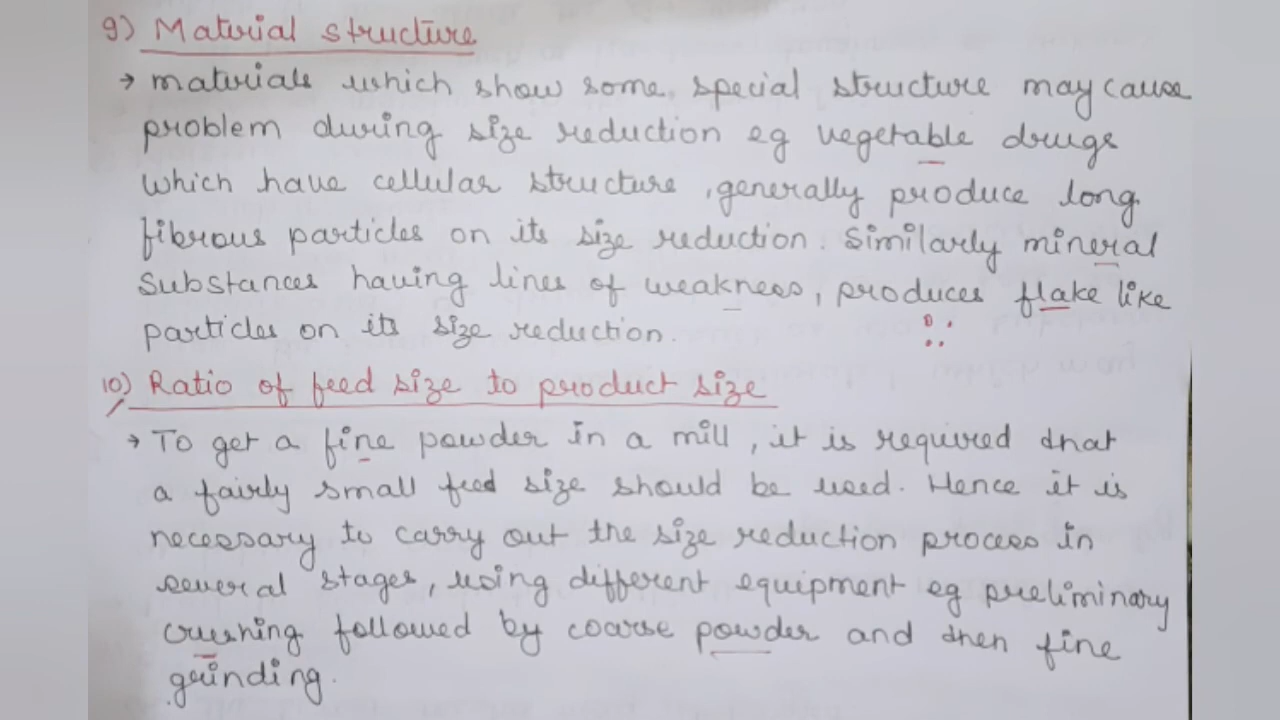 9) Material structure
→ materials which show some special structure may cause
problem during size reduction eg vegetable drugs
which have cellular structure, generally produce long
fibrous particles on its size reduction. Similarly mineral
substances having lines of weakness, produces flake like
particles on its size reduction.
10) Ratio of feed size to product size
→ To get a fine powder in a mill, it is required that
a fairly small feed size should be used. Hence it is
necessary to carry out the size reduction process in
several stages, using different equipment eg preliminary
crushing followed by coarse powder and then fine
grinding.